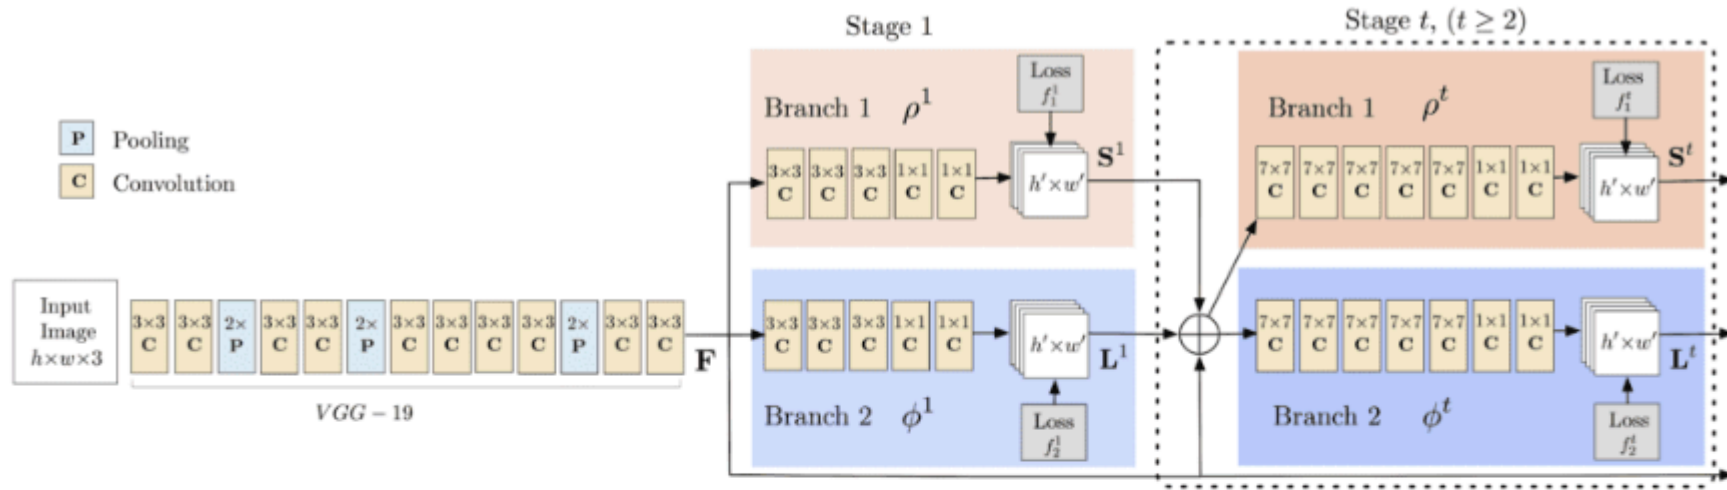 Stage 1
Stage t, (t ≥ 2)
P Pooling
C Convolution
Input
Image
h×w×3
3×3 3×3 2× 3×3 3×3 2× 3×3 3×3 3×3 3×3 2× 3×3 3×3
C C P C C P C C C C P C C
VGG − 19
F
Loss
f₁¹
Branch 1 ρ¹
3×3 3×3 3×3 1×1 1×1
C C C C C
h′×w′
S¹
3×3 3×3 3×3 1×1 1×1
C C C C C
h′×w′
L¹
Branch 2 ϕ¹
Loss
f₂¹
Loss
f₁ᵗ
Branch 1 ρᵗ
7×7 7×7 7×7 7×7 7×7 1×1 1×1
C C C C C C C
h′×w′
Sᵗ
7×7 7×7 7×7 7×7 7×7 1×1 1×1
C C C C C C C
h′×w′
Lᵗ
Branch 2 ϕᵗ
Loss
f₂ᵗ